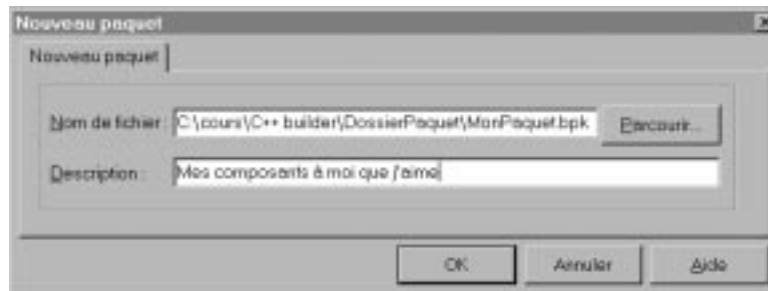 Nouveau paquet
Nouveau paquet
Nom de fichier : C:\cours\C++ builder\DossierPaquet\MonPaquet.bpk Parcourir...
Description : Mes composants à moi que j'aime
OK Annuler Aide